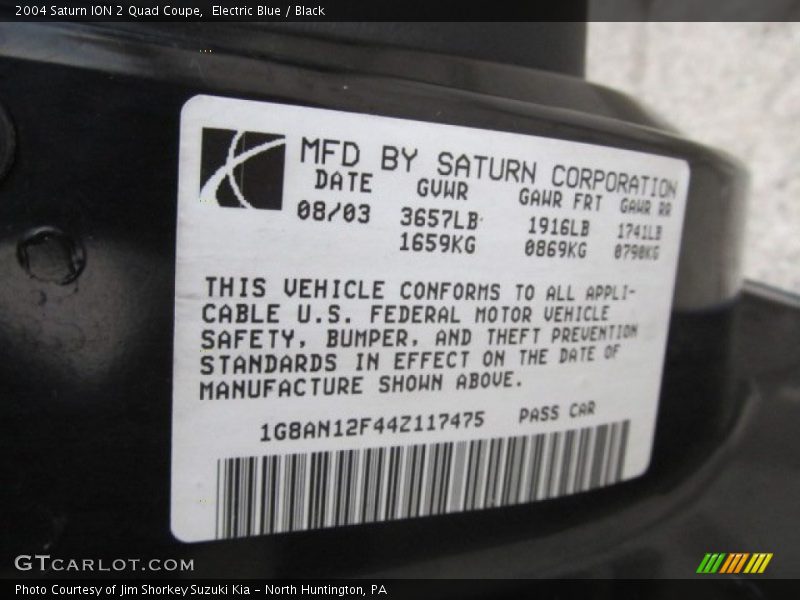 2004 Saturn ION 2 Quad Coupe, Electric Blue / Black
MFD BY SATURN CORPORATION
DATE GVWR GAWR FRT GAWR RR
08/03 3657LB 1916LB 1741LB
1659KG 0869KG 0790KG
THIS VEHICLE CONFORMS TO ALL APPLI-
CABLE U.S. FEDERAL MOTOR VEHICLE
SAFETY, BUMPER, AND THEFT PREVENTION
STANDARDS IN EFFECT ON THE DATE OF
MANUFACTURE SHOWN ABOVE.
1G8AN12F44Z117475 PASS CAR
GTCARLOT.COM
Photo Courtesy of Jim Shorkey Suzuki Kia - North Huntington, PA